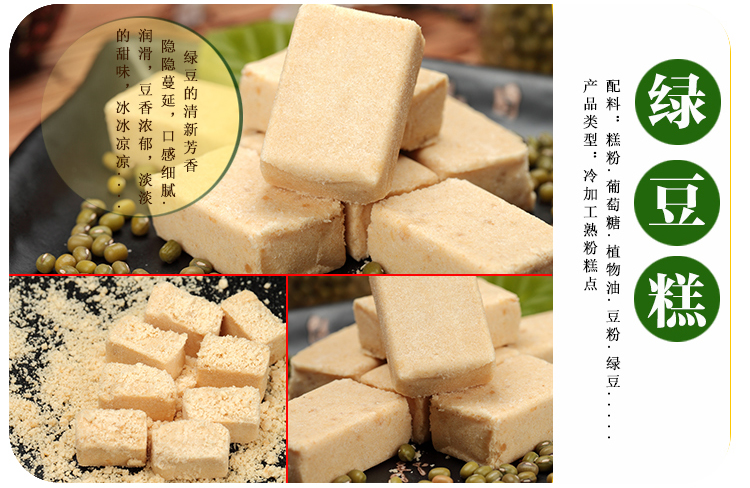 绿豆的清新芳香
隐隐蔓延，口感细腻.
润滑，豆香浓郁，淡淡
的甜味，冰冰凉凉....
绿豆糕
配料：糕粉.葡萄糖.植物油.豆粉.绿豆.....
产品类型：冷加工熟粉糕点